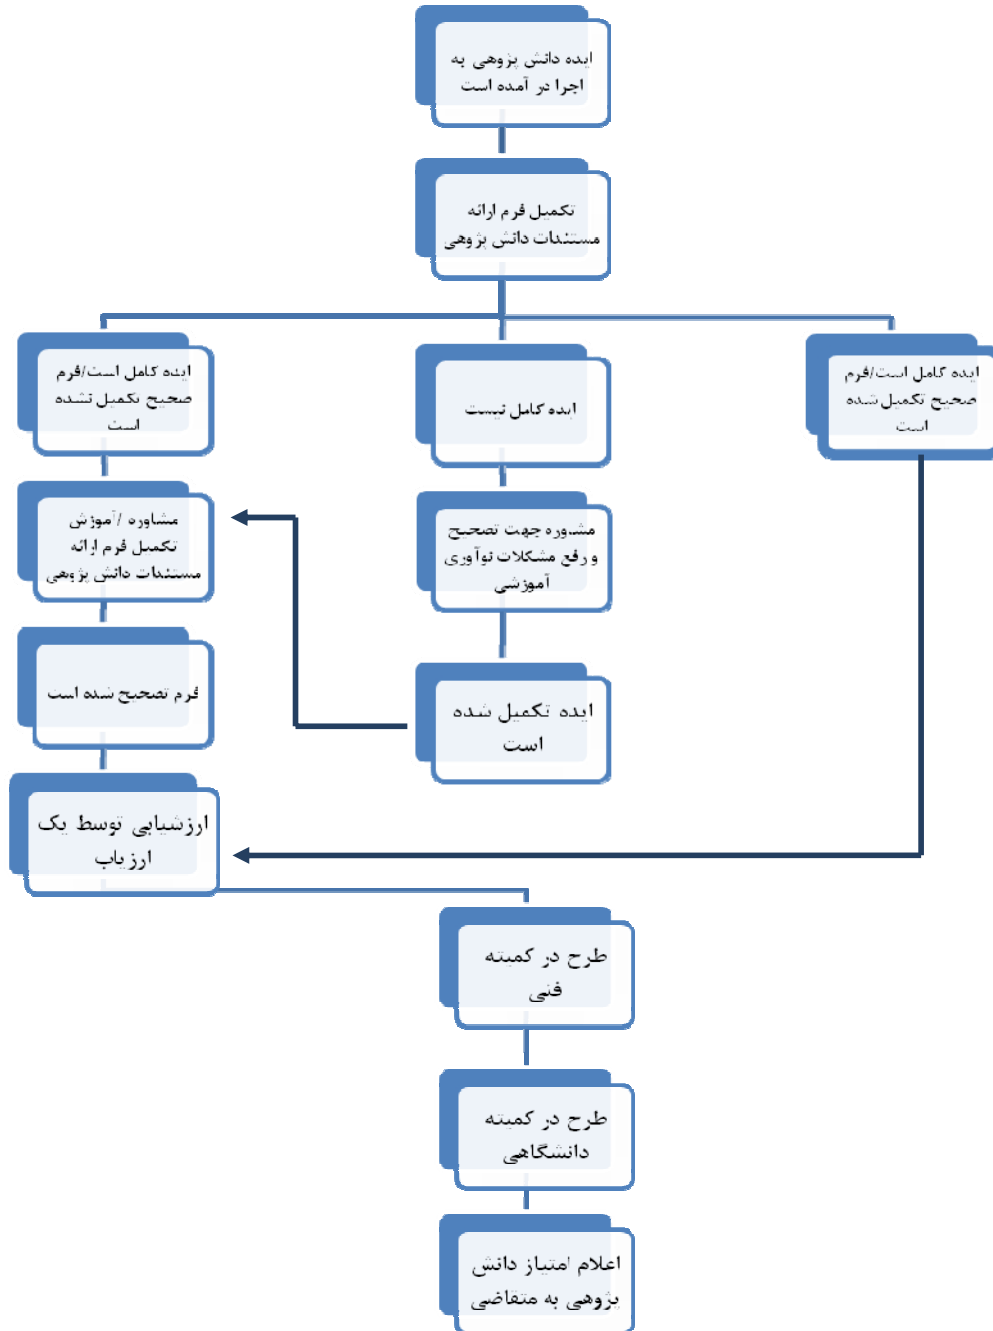 ایده دانش پژوهی به
اجرا در آمده است
تکمیل فرم ارائه
مستندات دانش پژوهی
ایده کامل است/فرم
صحیح تکمیل شده
است
ایده کامل نیست
ایده کامل است/فرم
صحیح تکمیل نشده
است
مشاوره جهت تصحیح
و رفع مشکلات نوآوری
آموزشی
مشاوره /آموزش
تکمیل فرم ارائه
مستندات دانش پژوهی
ایده تکمیل شده
است
فرم تصحیح شده است
ارزشیابی توسط یک
ارزیاب
طرح در کمیته
فنی
طرح در کمیته
دانشگاهی
اعلام امتیاز دانش
پژوهی به متقاضی